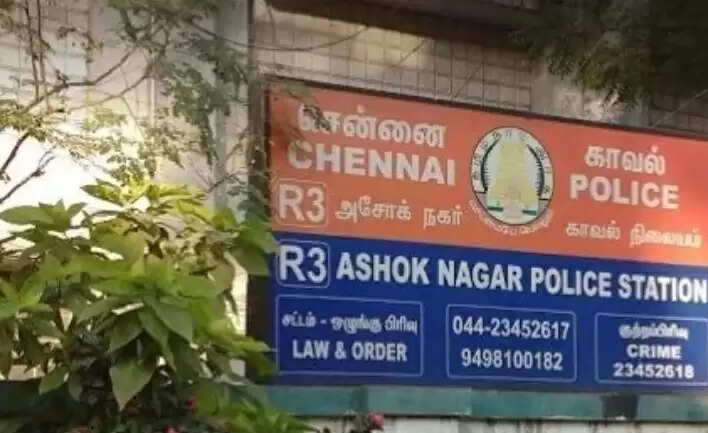 சென்னை காவல்
CHENNAI POLICE
R3 அசோக் நகர் காவல் நிலையம்
R3 ASHOK NAGAR POLICE STATION
சட்டம் - ஒழுங்கு பிரிவு
LAW & ORDER
044-23452617
9498100182
குற்றப்பிரிவு
CRIME
23452618